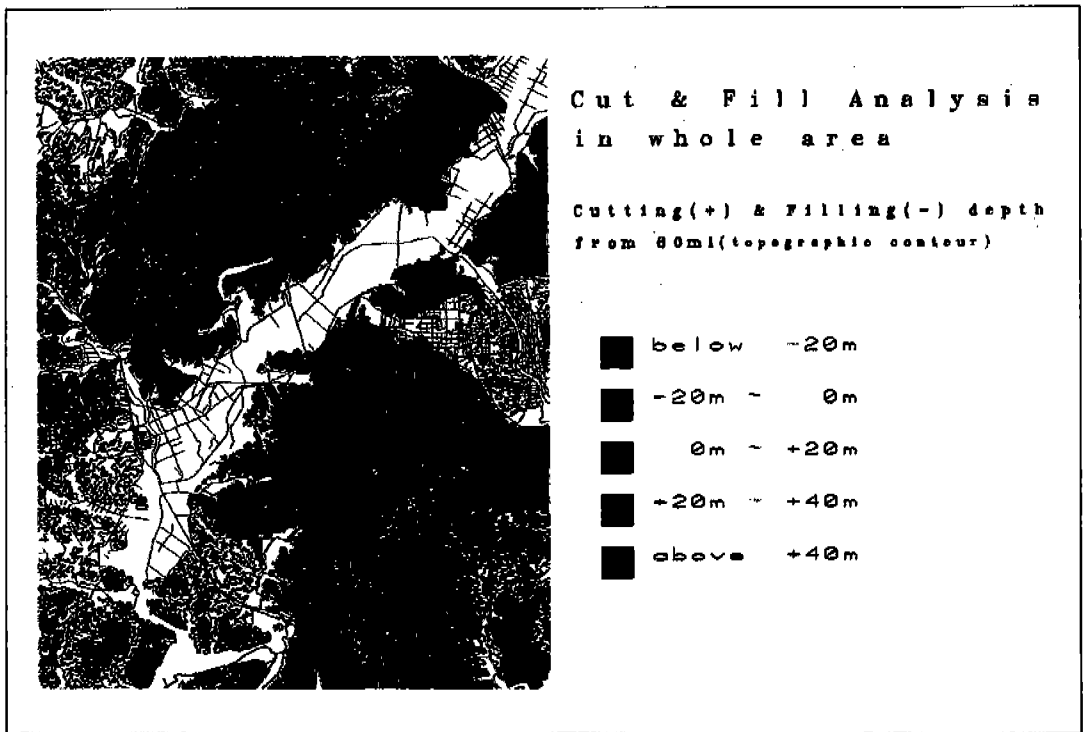 Cut & Fill Analysis
in whole area
Cutting(+) & Filling(-) depth
from 80ml(topographic contour)
below -20m
-20m ~ 0m
0m ~ +20m
+20m ~ +40m
above +40m